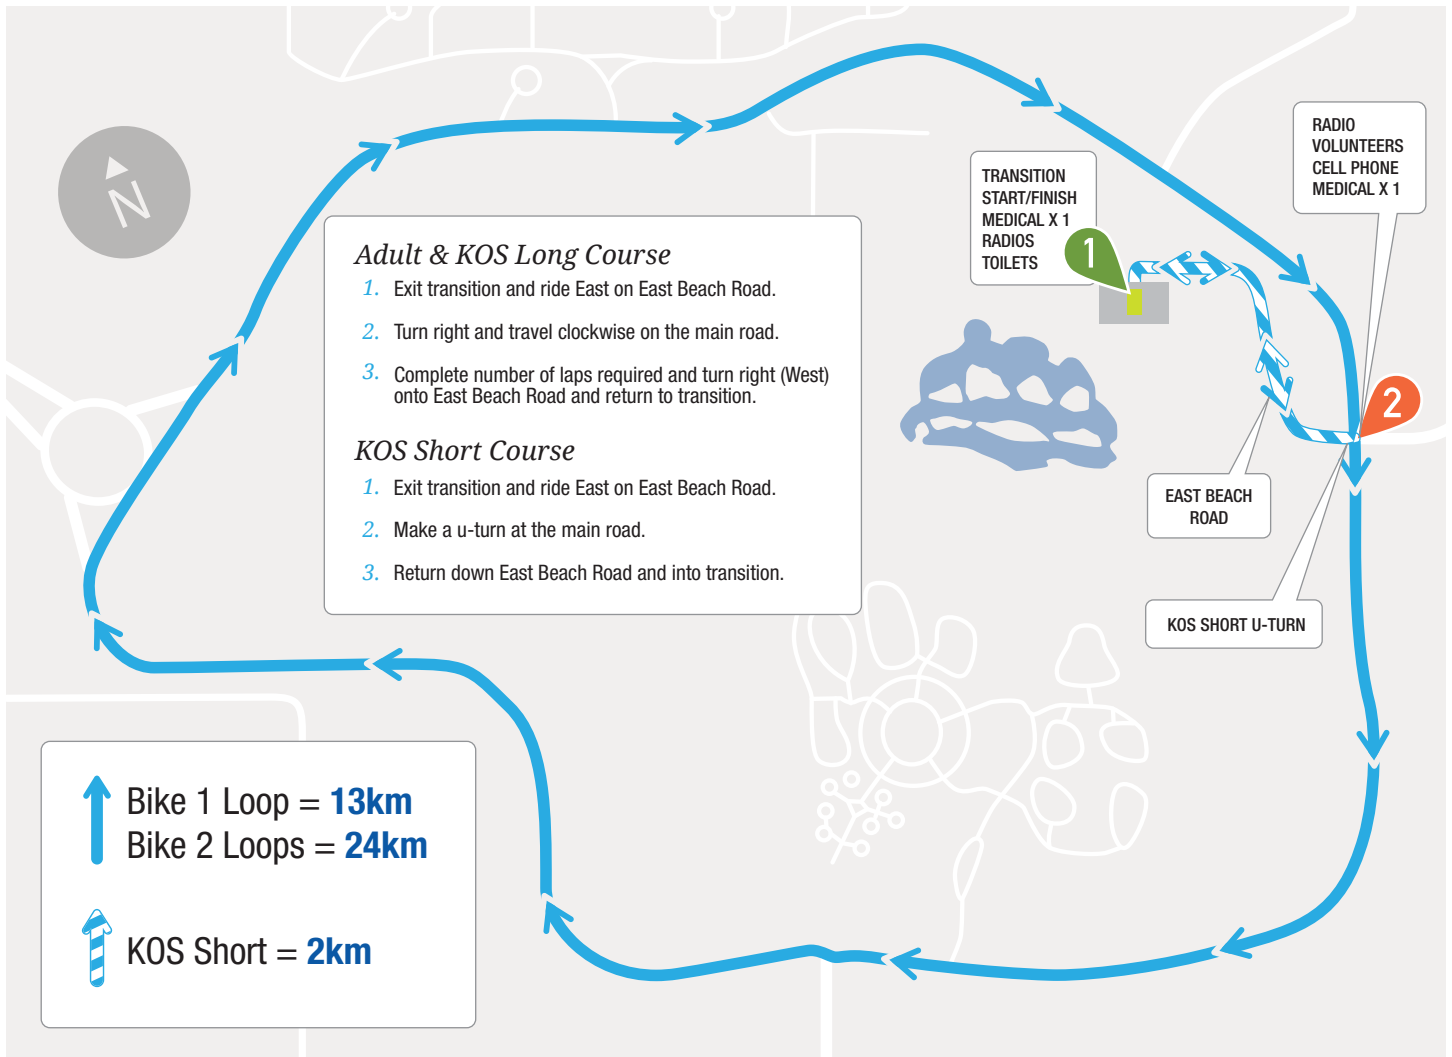 N
RADIO
VOLUNTEERS
CELL PHONE
MEDICAL X 1
TRANSITION
START/FINISH
MEDICAL X 1
RADIOS
TOILETS
1
2
Adult & KOS Long Course
1. Exit transition and ride East on East Beach Road.
2. Turn right and travel clockwise on the main road.
3. Complete number of laps required and turn right (West)
onto East Beach Road and return to transition.
KOS Short Course
1. Exit transition and ride East on East Beach Road.
2. Make a u-turn at the main road.
3. Return down East Beach Road and into transition.
EAST BEACH
ROAD
KOS SHORT U-TURN
Bike 1 Loop = 13km
Bike 2 Loops = 24km
KOS Short = 2km